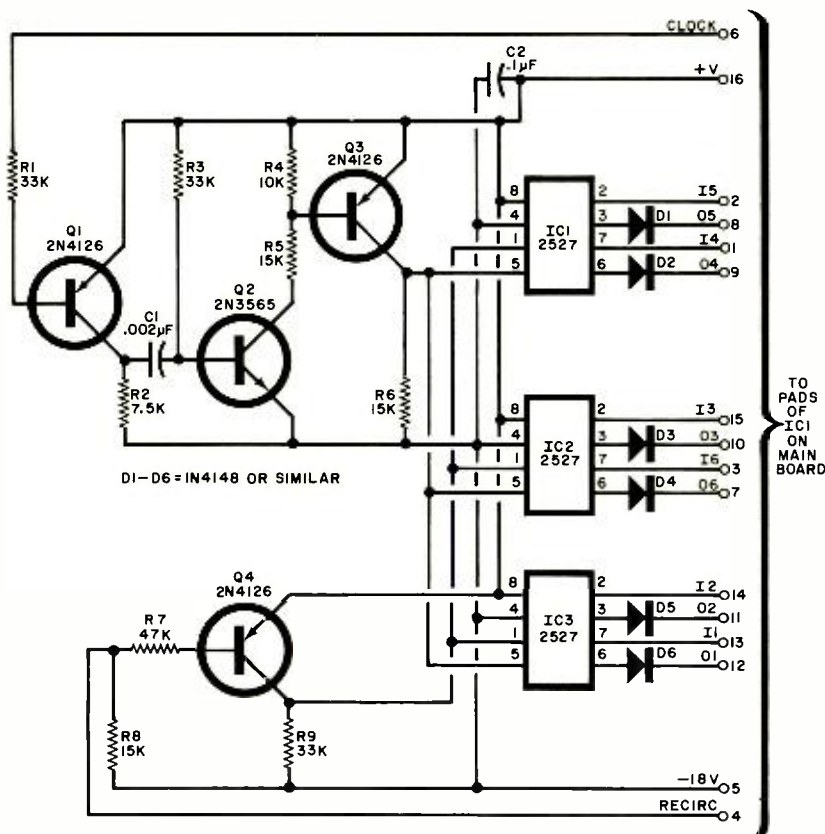 CLOCK 6
C2
.1µF
+V 16
R1
33K
R3
33K
R4
10K
Q3
2N4126
8 IC1 2 I5 2
4 2527 3 D1 O5 8
1 7 I4 1
5 6 D2 O4 9
Q1
2N4126
R5
15K
C1
.002µF
Q2
2N3565
R2
7.5K
R6
15K
D1-D6=1N4148 OR SIMILAR
8 IC2 2 I3 15
4 2527 3 D3 O3 10
1 7 I6 3
5 6 D4 O6 7
TO
PADS
OF
IC1
ON
MAIN
BOARD
Q4
2N4126
8 IC3 2 I2 14
4 2527 3 D5 O2 11
1 7 I1 13
5 6 D6 O1 12
R7
47K
R8
15K
R9
33K
-18V 5
RECIRC 4